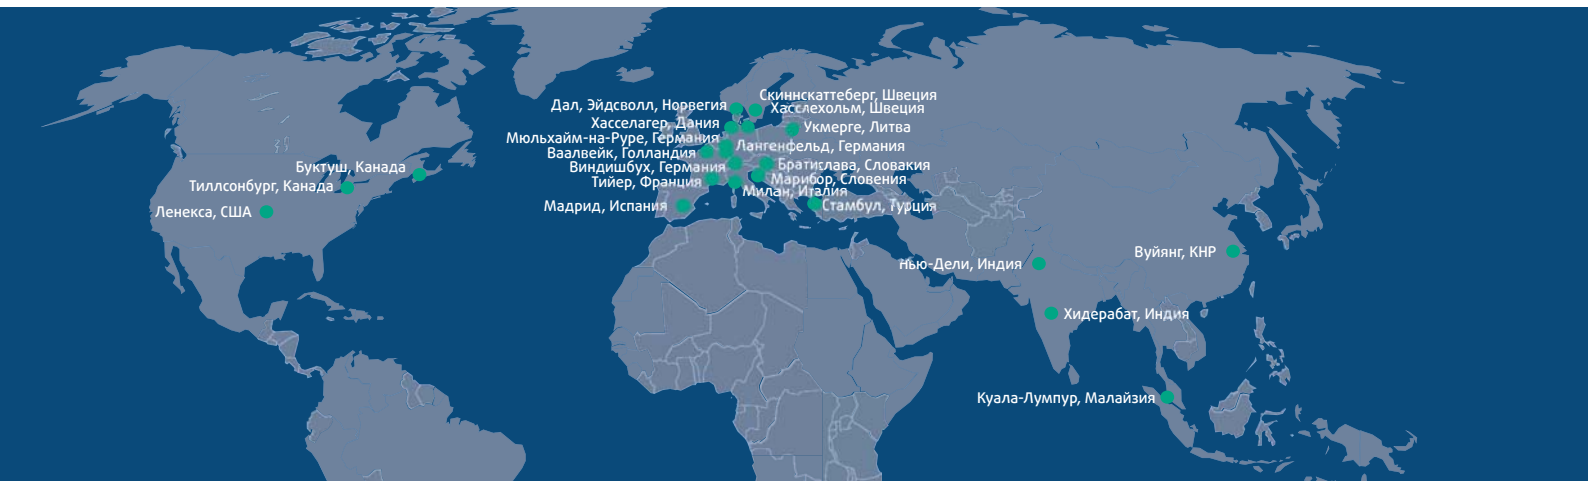 Скиннскаттеберг, Швеция
Дал, Эйдсволл, Норвегия
Хасслехольм, Швеция
Хасселагер, Дания
Укмерге, Литва
Мюльхайм-на-Руре, Германия
Лангенфельд, Германия
Ваалвейк, Голландия
Виндишбух, Германия
Братислава, Словакия
Тийер, Франция
Марибор, Словения
Милан, Италия
Мадрид, Испания
Стамбул, Турция
Буктуш, Канада
Тиллсонбург, Канада
Ленекса, США
Вуйянг, КНР
Нью-Дели, Индия
Хидерабат, Индия
Куала-Лумпур, Малайзия